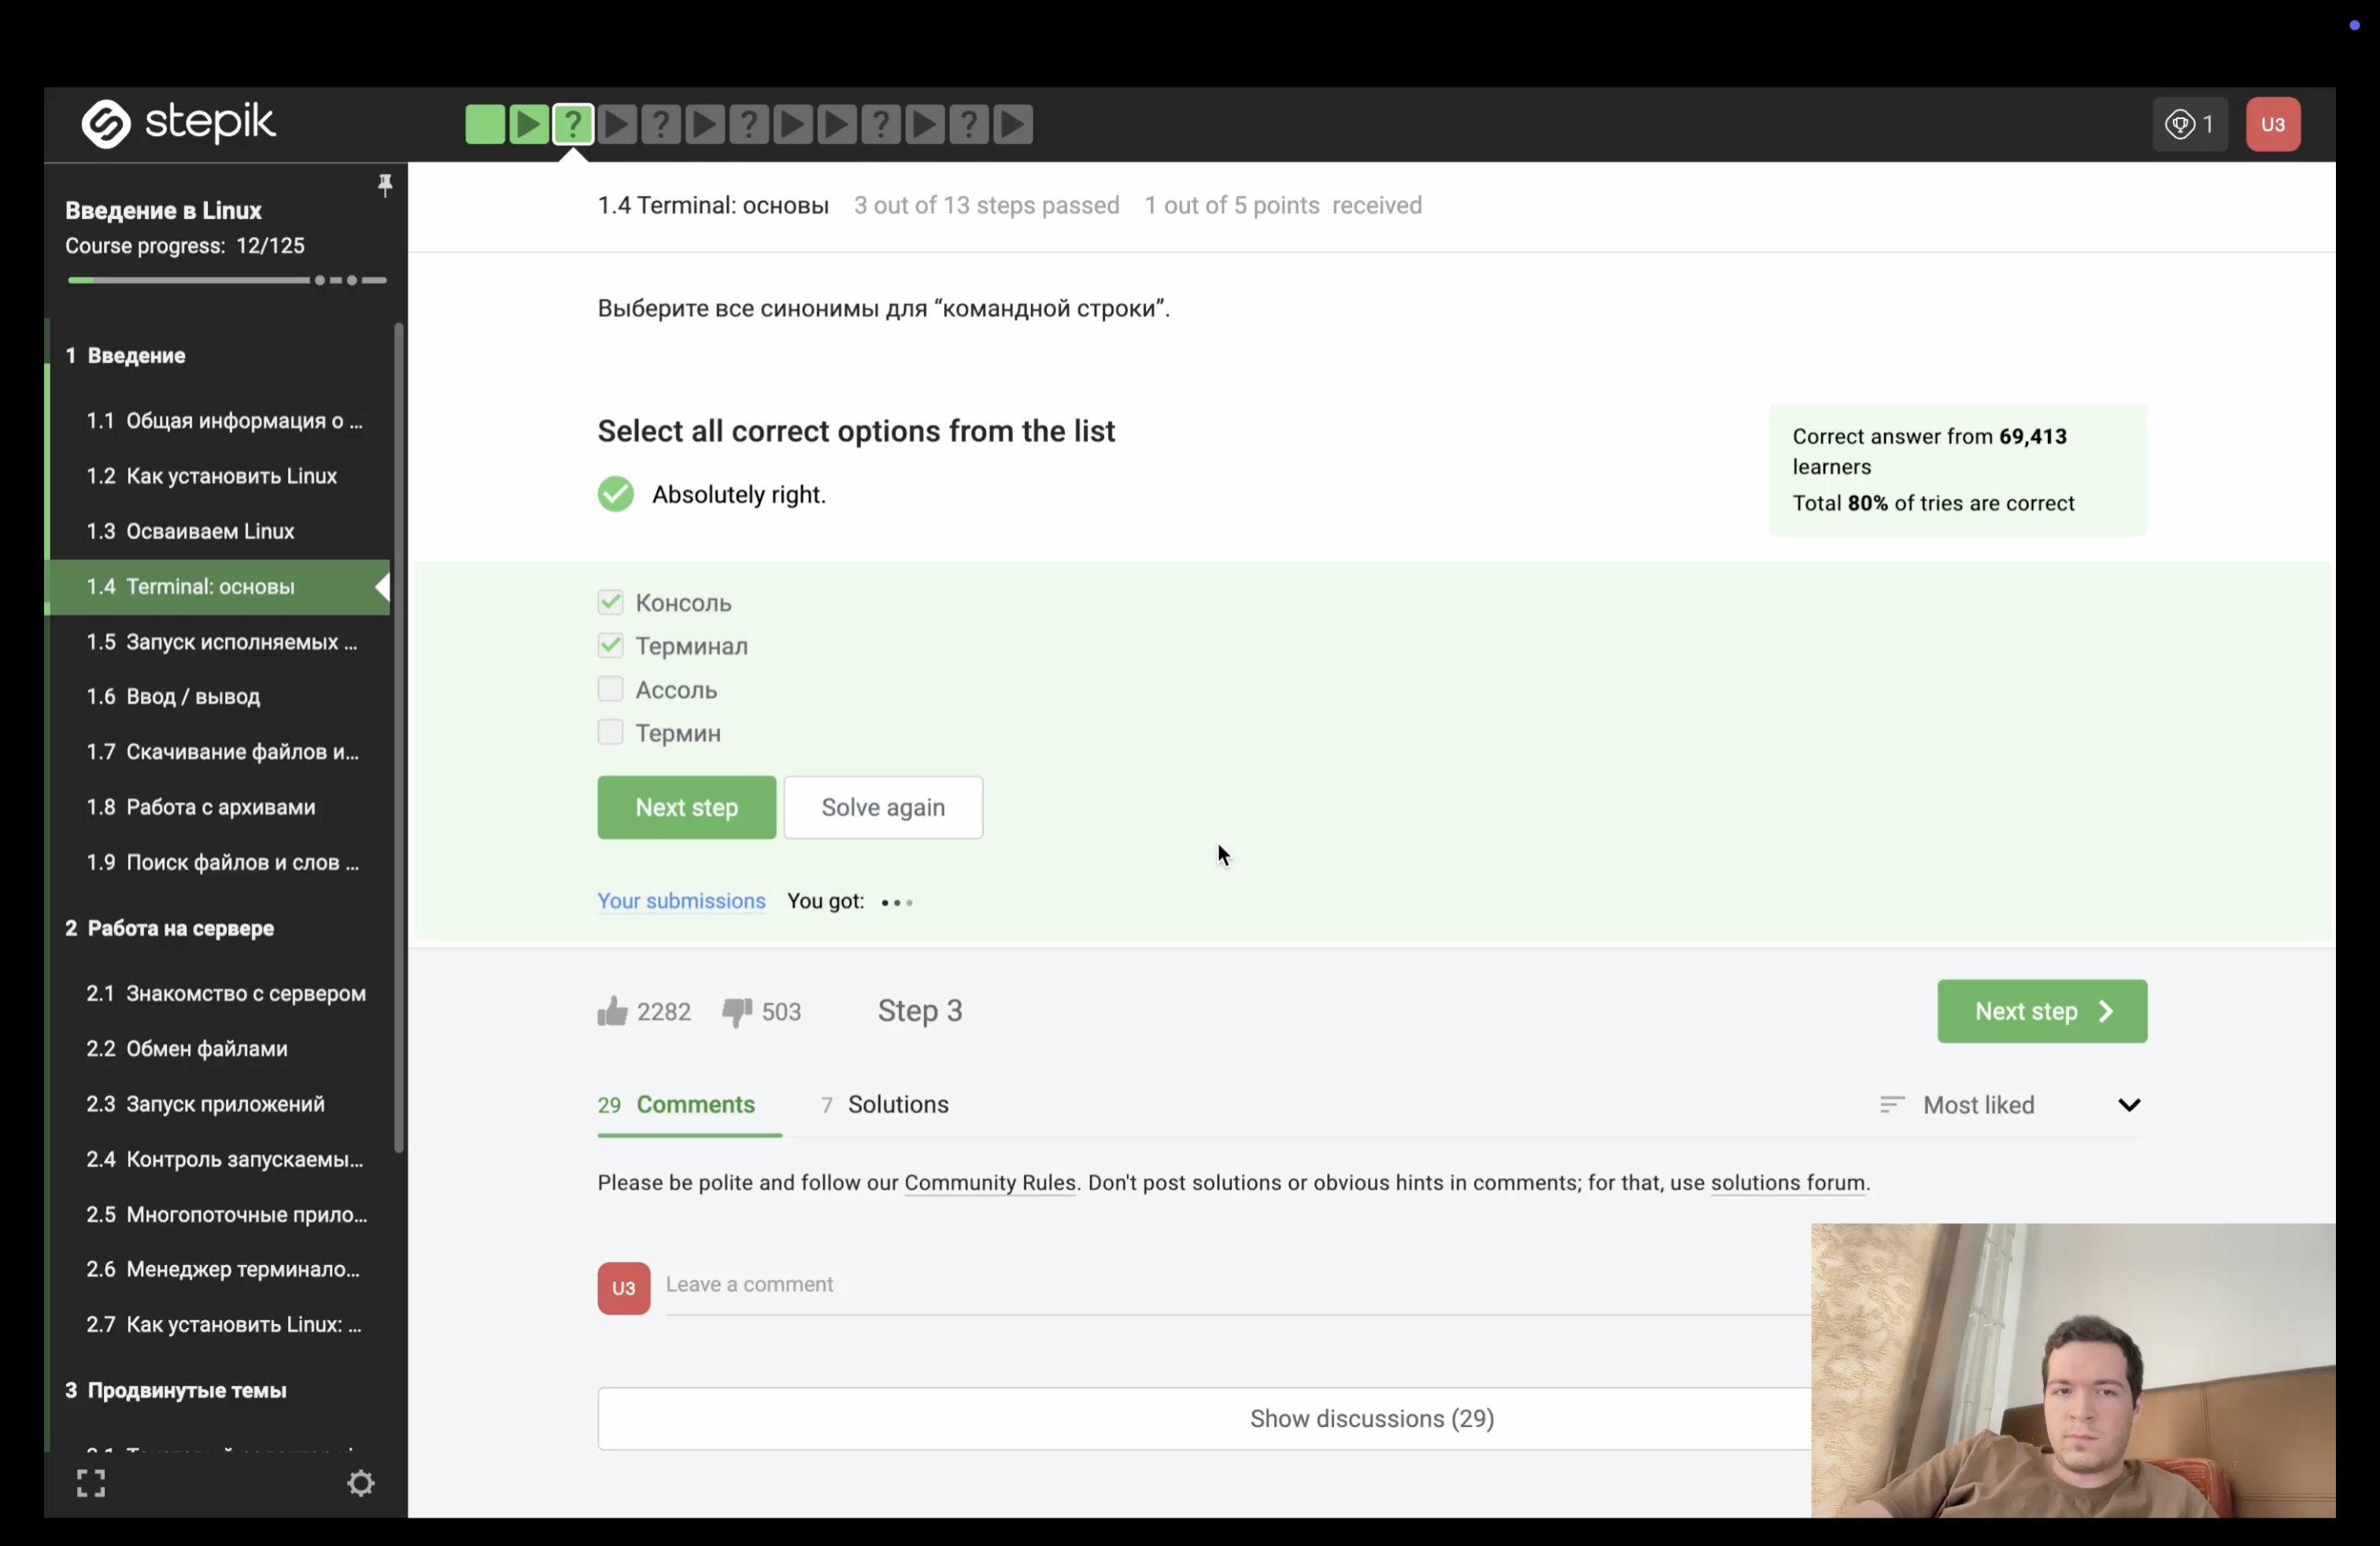 stepik
1
U3
Введение в Linux
Course progress: 12/125
1 Введение
1.1 Общая информация о ...
1.2 Как установить Linux
1.3 Осваиваем Linux
1.4 Terminal: основы
1.5 Запуск исполняемых ...
1.6 Ввод / вывод
1.7 Скачивание файлов и...
1.8 Работа с архивами
1.9 Поиск файлов и слов ...
2 Работа на сервере
2.1 Знакомство с сервером
2.2 Обмен файлами
2.3 Запуск приложений
2.4 Контроль запускаемы...
2.5 Многопоточные прило...
2.6 Менеджер терминало...
2.7 Как установить Linux: ...
3 Продвинутые темы
1.4 Terminal: основы 3 out of 13 steps passed 1 out of 5 points received
Выберите все синонимы для “командной строки”.
Select all correct options from the list
Absolutely right.
Correct answer from 69,413
learners
Total 80% of tries are correct
Консоль
Терминал
Ассоль
Термин
Next step Solve again
Your submissions You got:
2282 503 Step 3 Next step
29 Comments 7 Solutions Most liked
Please be polite and follow our Community Rules. Don't post solutions or obvious hints in comments; for that, use solutions forum.
U3 Leave a comment
Show discussions (29)